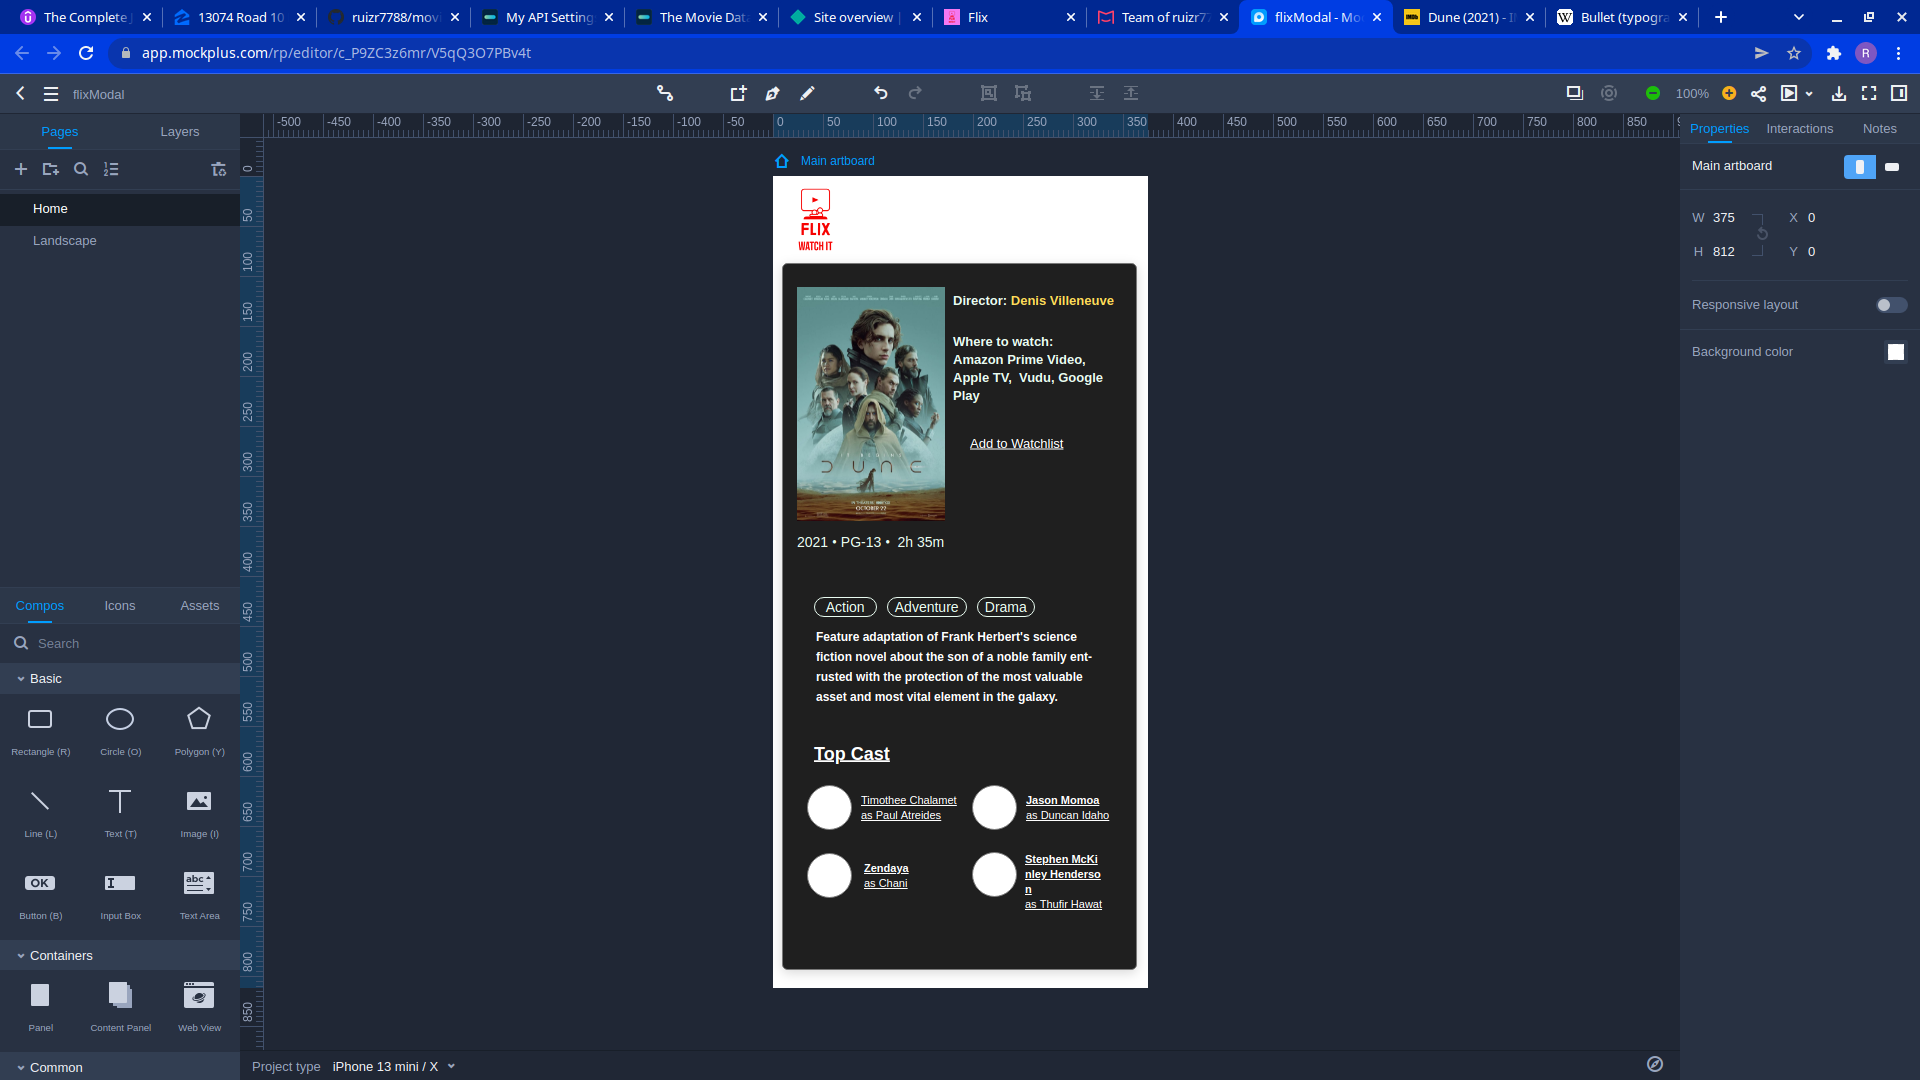 The Complete
13074 Road 10
ruizr7788/movi
My API Setting
The Movie Dat
Site overview |
Flix
Team of ruizr77
flixModal - Mo
Dune (2021) - I
Bullet (typogra
app.mockplus.com/rp/editor/c_P9ZC3z6mr/V5qQ3O7PBv4t
R
flixModal
100%
Pages
Layers
Home
Landscape
Compos
Icons
Assets
Search
Basic
Rectangle (R)
Circle (O)
Polygon (Y)
Line (L)
Text (T)
Image (I)
OK
abc
Button (B)
Input Box
Text Area
Containers
Panel
Content Panel
Web View
Common
-500 -450 -400 -350 -300 -250 -200 -150 -100 -50 0 50 100 150 200 250 300 350 400 450 500 550 600 650 700 750 800 850
0 50 100 150 200 250 300 350 400 450 500 550 600 650 700 750 800 850
Main artboard
FLIX
WATCH IT
DUNE
OCTOBER 22
Director: Denis Villeneuve
Where to watch:
Amazon Prime Video,
Apple TV, Vudu, Google
Play
Add to Watchlist
2021 • PG-13 • 2h 35m
Action
Adventure
Drama
Feature adaptation of Frank Herbert's science
fiction novel about the son of a noble family ent-
rusted with the protection of the most valuable
asset and most vital element in the galaxy.
Top Cast
Timothee Chalamet
as Paul Atreides
Jason Momoa
as Duncan Idaho
Zendaya
as Chani
Stephen McKi
nley Henderso
n
as Thufir Hawat
Project type
iPhone 13 mini / X
Properties
Interactions
Notes
Main artboard
W 375
X 0
H 812
Y 0
Responsive layout
Background color